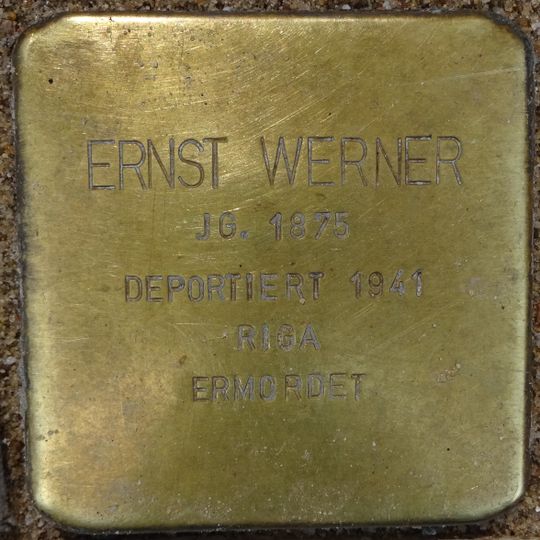 ERNST WERNER
JG. 1875
DEPORTIERT 1941
RIGA
ERMORDET